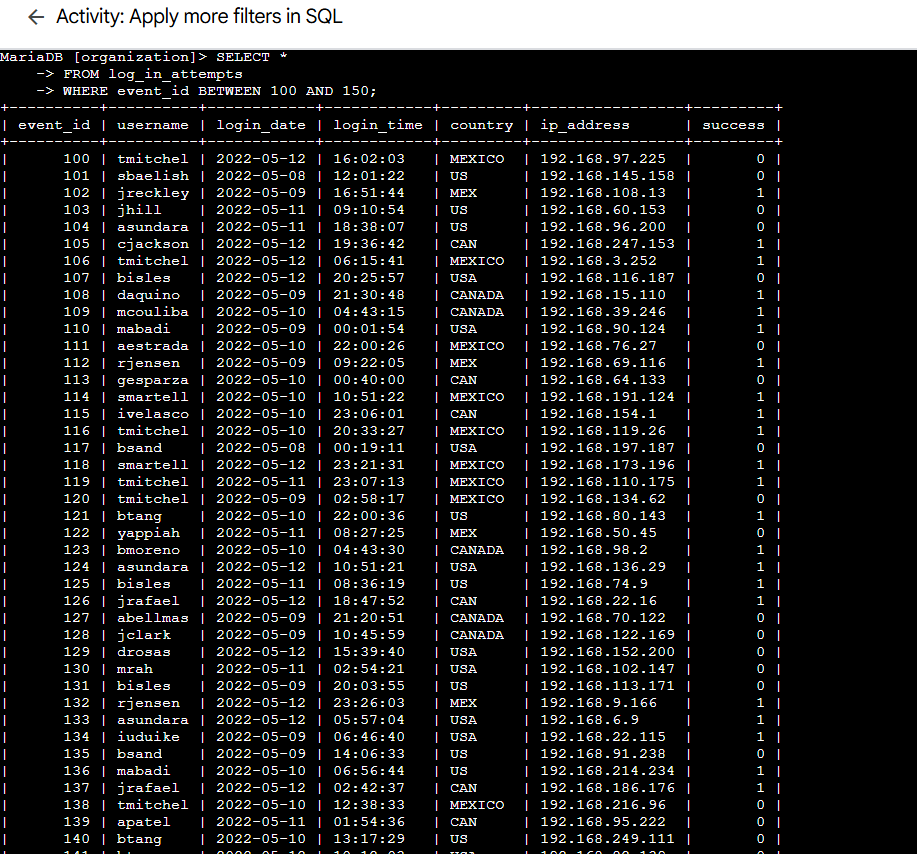 ← Activity: Apply more filters in SQL
MariaDB [organization]> SELECT *
    -> FROM log_in_attempts
    -> WHERE event_id BETWEEN 100 AND 150;
+----------+----------+------------+------------+---------+-----------------+---------+
| event_id | username | login_date | login_time | country | ip_address      | success |
+----------+----------+------------+------------+---------+-----------------+---------+
|      100 | tmitchel | 2022-05-12 | 16:02:03   | MEXICO  | 192.168.97.225  |       0 |
|      101 | sbaelish | 2022-05-08 | 12:01:22   | US      | 192.168.145.158 |       0 |
|      102 | jreckley | 2022-05-09 | 16:51:44   | MEX     | 192.168.108.13  |       1 |
|      103 | jhill    | 2022-05-11 | 09:10:54   | US      | 192.168.60.153  |       0 |
|      104 | asundara | 2022-05-11 | 18:38:07   | US      | 192.168.96.200  |       0 |
|      105 | cjackson | 2022-05-12 | 19:36:42   | CAN     | 192.168.247.153 |       1 |
|      106 | tmitchel | 2022-05-12 | 06:15:41   | MEXICO  | 192.168.3.252   |       1 |
|      107 | bisles   | 2022-05-12 | 20:25:57   | USA     | 192.168.116.187 |       0 |
|      108 | daquino  | 2022-05-09 | 21:30:48   | CANADA  | 192.168.15.110  |       1 |
|      109 | mcouliba | 2022-05-10 | 04:43:15   | CANADA  | 192.168.39.246  |       1 |
|      110 | mabadi   | 2022-05-09 | 00:01:54   | USA     | 192.168.90.124  |       1 |
|      111 | aestrada | 2022-05-10 | 22:00:26   | MEXICO  | 192.168.76.27   |       0 |
|      112 | rjensen  | 2022-05-09 | 09:22:05   | MEX     | 192.168.69.116  |       1 |
|      113 | gesparza | 2022-05-10 | 00:40:00   | CAN     | 192.168.64.133  |       0 |
|      114 | smartell | 2022-05-10 | 10:51:22   | MEXICO  | 192.168.191.124 |       1 |
|      115 | ivelasco | 2022-05-10 | 23:06:01   | CAN     | 192.168.154.1   |       1 |
|      116 | tmitchel | 2022-05-10 | 20:33:27   | MEXICO  | 192.168.119.26  |       1 |
|      117 | bsand    | 2022-05-08 | 00:19:11   | USA     | 192.168.197.187 |       0 |
|      118 | smartell | 2022-05-12 | 23:21:31   | MEXICO  | 192.168.173.196 |       1 |
|      119 | tmitchel | 2022-05-11 | 23:07:13   | MEXICO  | 192.168.110.175 |       1 |
|      120 | tmitchel | 2022-05-09 | 02:58:17   | MEXICO  | 192.168.134.62  |       0 |
|      121 | btang    | 2022-05-10 | 22:00:36   | US      | 192.168.80.143  |       1 |
|      122 | yappiah  | 2022-05-11 | 08:27:25   | MEX     | 192.168.50.45   |       0 |
|      123 | bmoreno  | 2022-05-10 | 04:43:30   | CANADA  | 192.168.98.2    |       1 |
|      124 | asundara | 2022-05-12 | 10:51:21   | USA     | 192.168.136.29  |       1 |
|      125 | bisles   | 2022-05-11 | 08:36:19   | US      | 192.168.74.9    |       1 |
|      126 | jrafael  | 2022-05-12 | 18:47:52   | CAN     | 192.168.22.16   |       1 |
|      127 | abellmas | 2022-05-09 | 21:20:51   | CANADA  | 192.168.70.122  |       0 |
|      128 | jclark   | 2022-05-09 | 10:45:59   | CANADA  | 192.168.122.169 |       0 |
|      129 | drosas   | 2022-05-12 | 15:39:40   | USA     | 192.168.152.200 |       0 |
|      130 | mrah     | 2022-05-11 | 02:54:21   | USA     | 192.168.102.147 |       0 |
|      131 | bisles   | 2022-05-09 | 20:03:55   | US      | 192.168.113.171 |       0 |
|      132 | rjensen  | 2022-05-12 | 23:26:03   | MEX     | 192.168.9.166   |       1 |
|      133 | asundara | 2022-05-12 | 05:57:04   | USA     | 192.168.6.9     |       1 |
|      134 | iuduike  | 2022-05-09 | 06:46:40   | USA     | 192.168.22.115  |       1 |
|      135 | bsand    | 2022-05-09 | 14:06:33   | US      | 192.168.91.238  |       0 |
|      136 | mabadi   | 2022-05-10 | 06:56:44   | US      | 192.168.214.234 |       1 |
|      137 | jrafael  | 2022-05-12 | 02:42:37   | CAN     | 192.168.186.176 |       1 |
|      138 | tmitchel | 2022-05-10 | 12:38:33   | MEXICO  | 192.168.216.96  |       0 |
|      139 | apatel   | 2022-05-11 | 01:54:36   | CAN     | 192.168.95.222  |       0 |
|      140 | btang    | 2022-05-10 | 13:17:29   | US      | 192.168.249.111 |       0 |